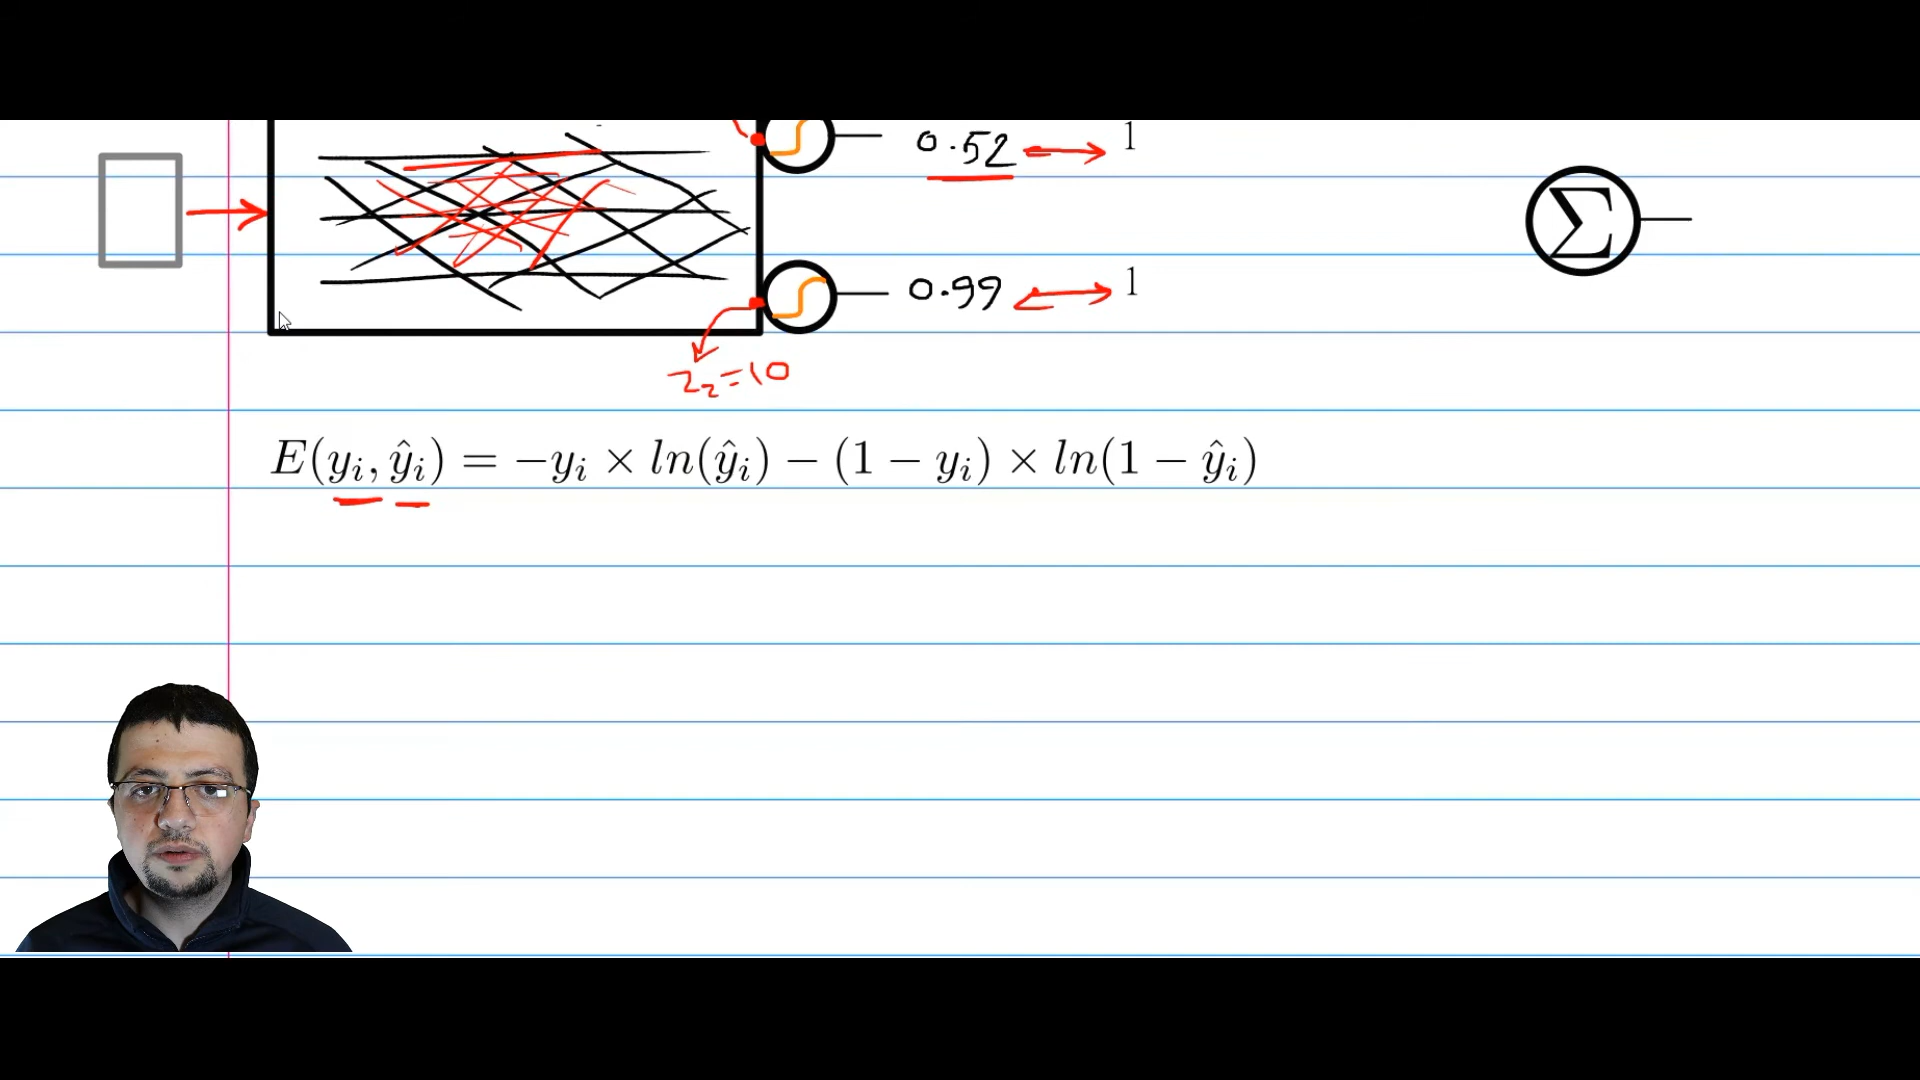 0.52 1
Σ
0.99 1
z₂=10
E(yᵢ, ŷᵢ) = −yᵢ × ln(ŷᵢ) − (1 − yᵢ) × ln(1 − ŷᵢ)